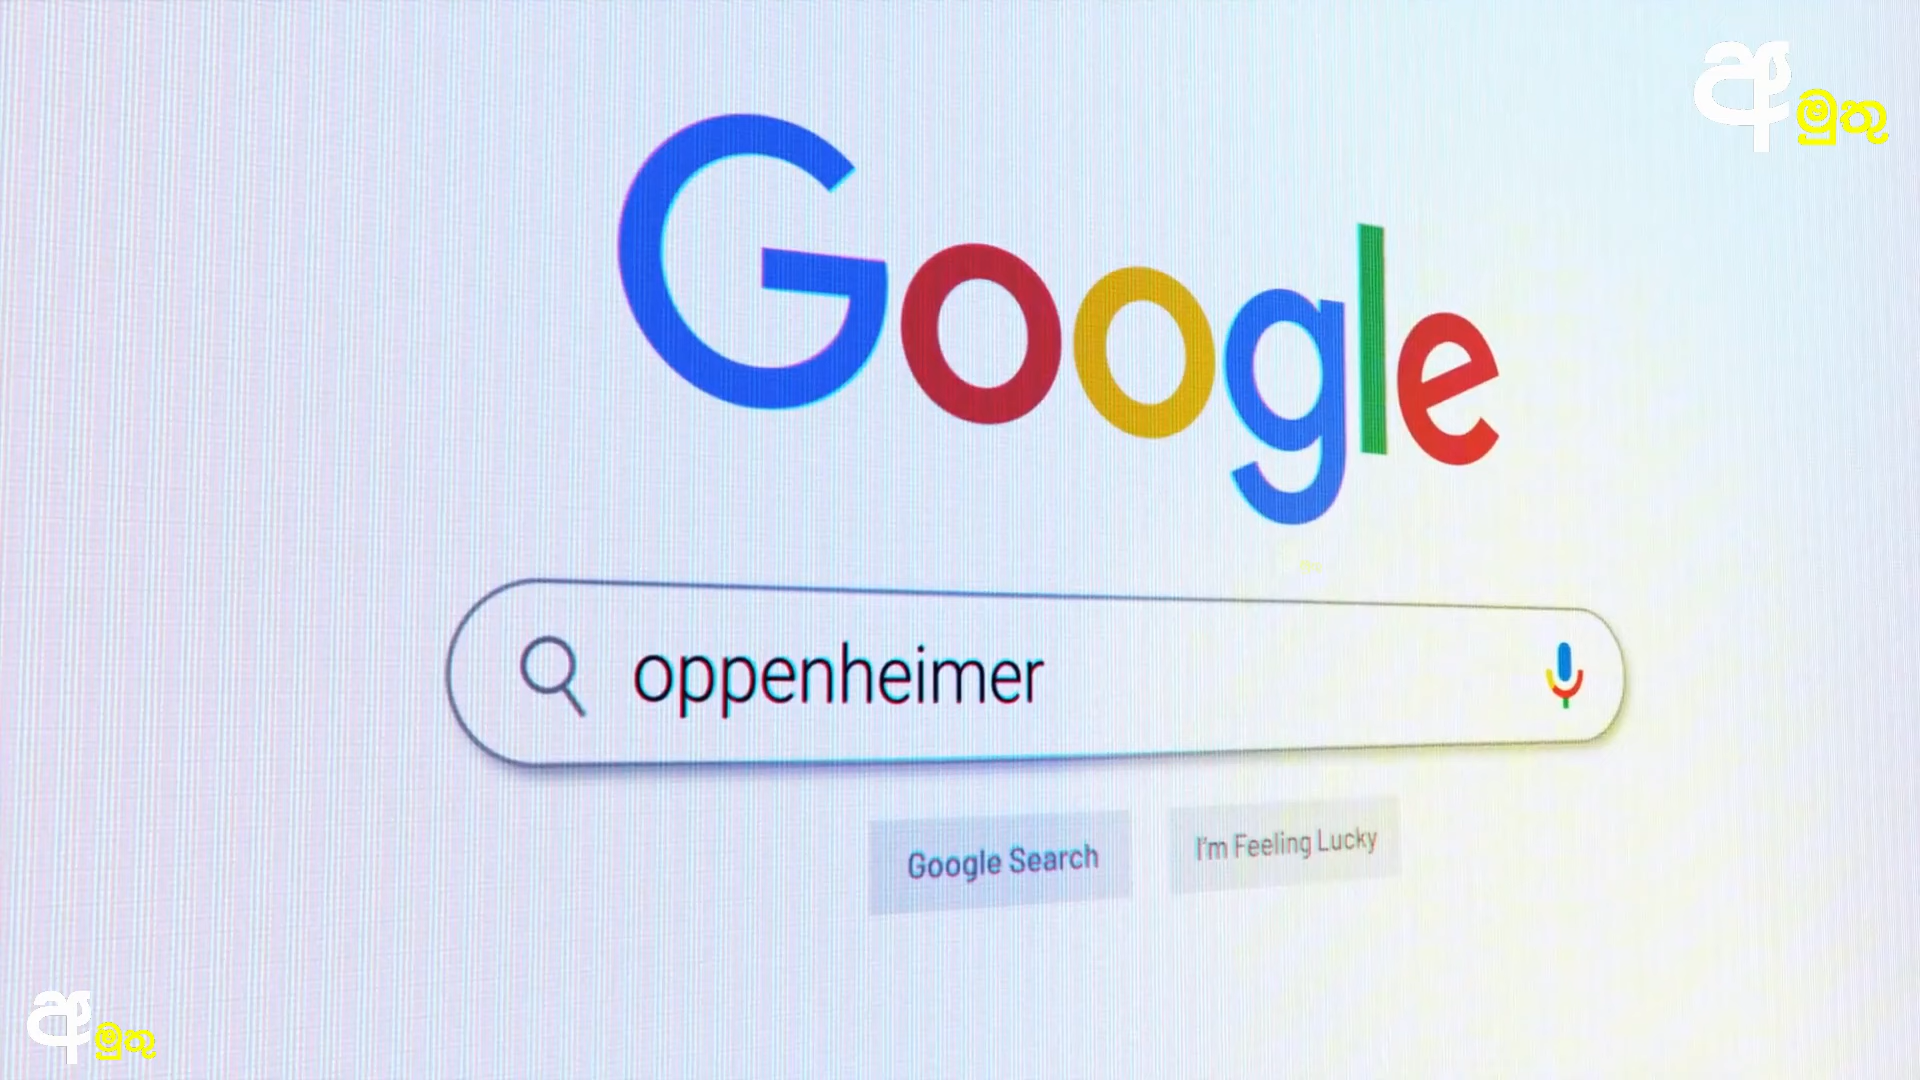 අමුතු
Google
oppenheimer
Google Search
I'm Feeling Lucky
අමුතු